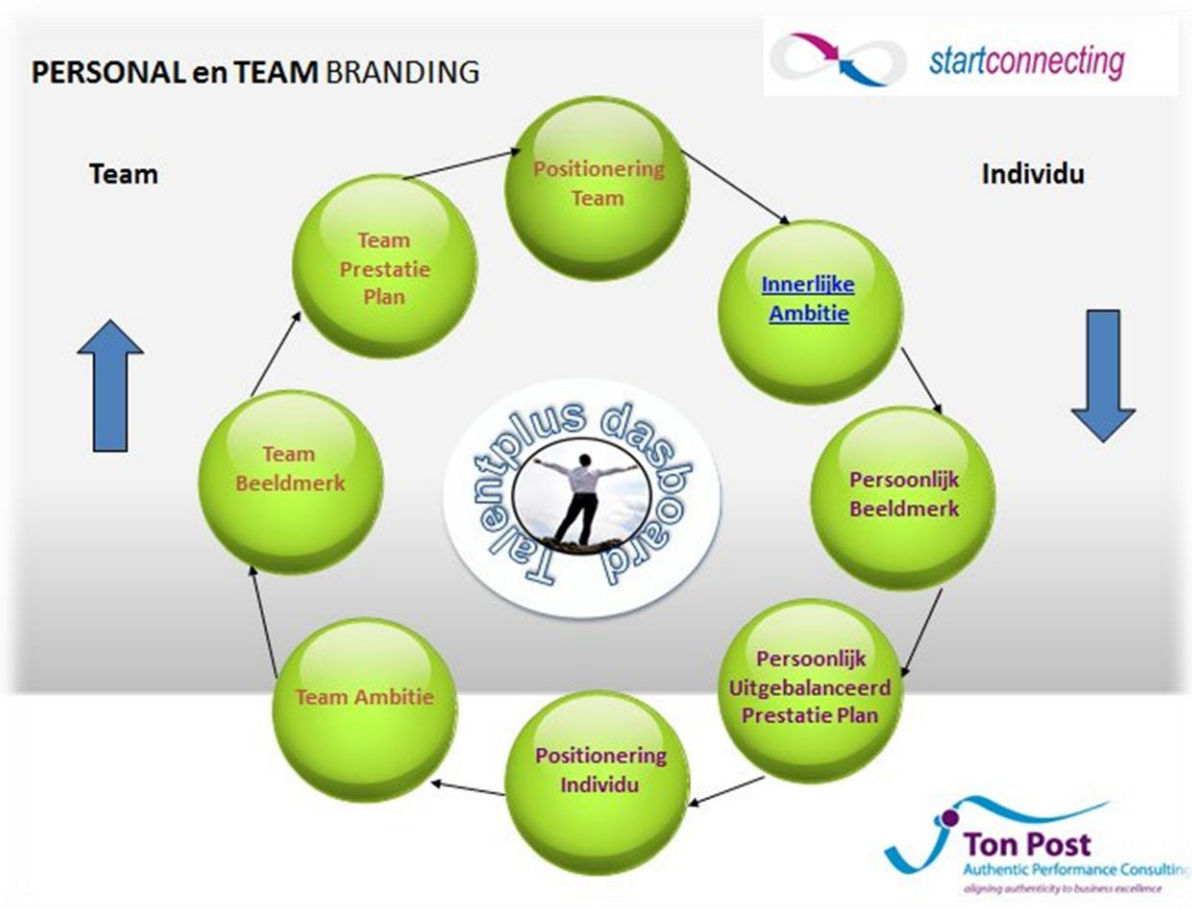 PERSONAL en TEAM BRANDING
startconnecting
Team
Individu
Positionering
Team
Team
Prestatie
Plan
Innerlijke
Ambitie
Talentplus dasboard
Team
Beeldmerk
Persoonlijk
Beeldmerk
Persoonlijk
Uitgebalanceerd
Prestatie Plan
Team Ambitie
Positionering
Individu
Ton Post
Authentic Performance Consulting
aligning authenticity to business excellence